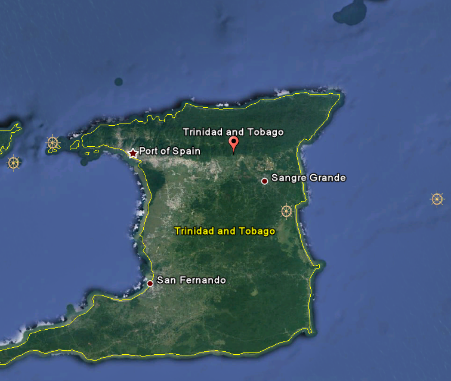 Trinidad and Tobago
Port of Spain
Sangre Grande
Trinidad and Tobago
San Fernando